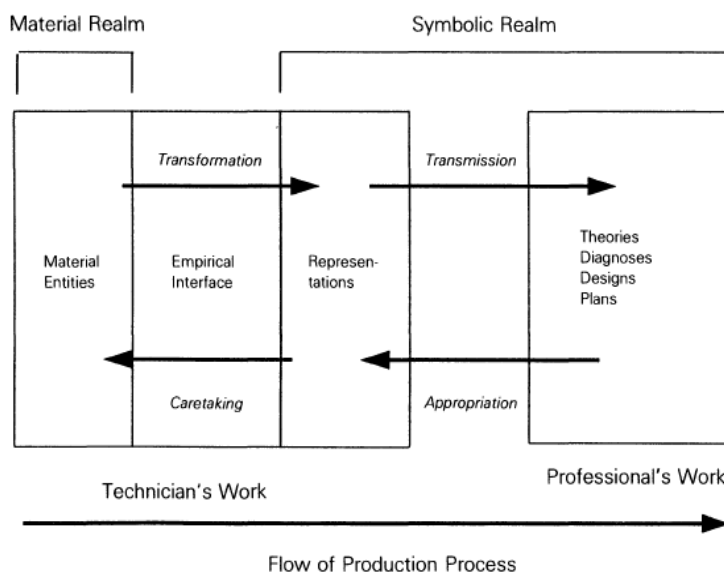 Material Realm
Symbolic Realm
Transformation
Transmission
Material
Entities
Empirical
Interface
Represen-
tations
Theories
Diagnoses
Designs
Plans
Caretaking
Appropriation
Technician's Work
Professional's Work
Flow of Production Process